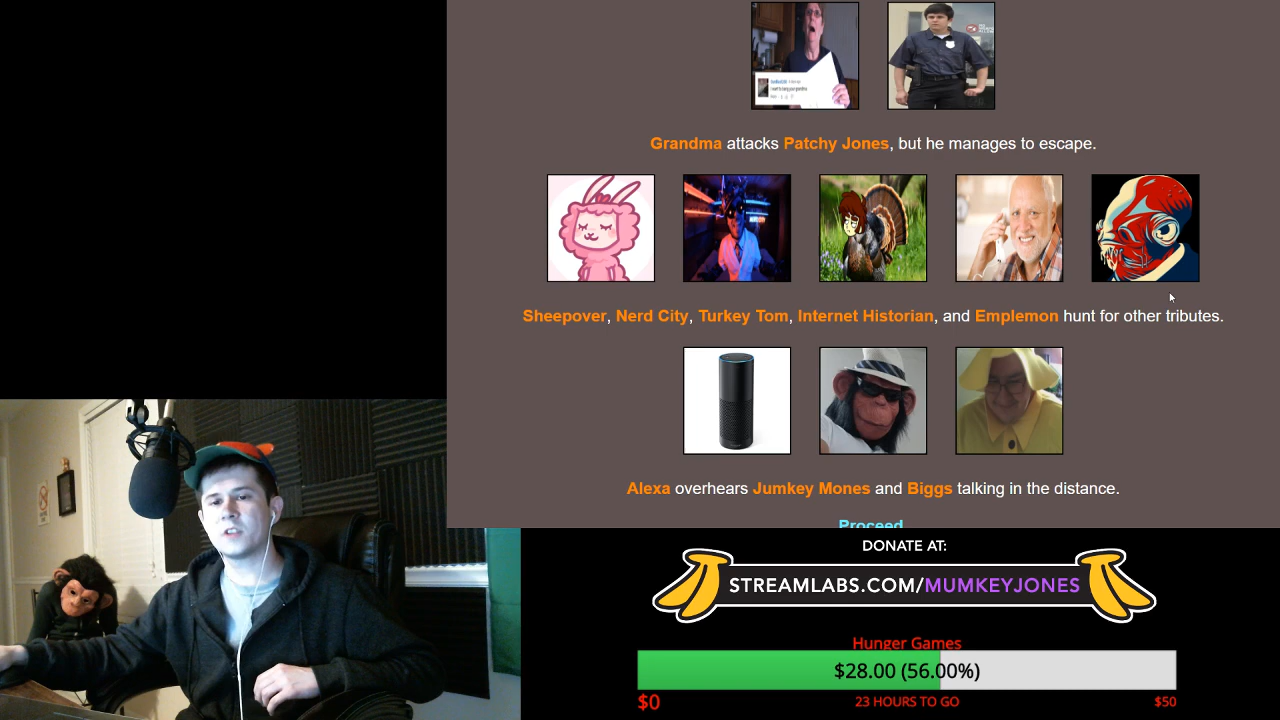 Grandma attacks Patchy Jones, but he manages to escape.
Sheepover, Nerd City, Turkey Tom, Internet Historian, and Emplemon hunt for other tributes.
Alexa overhears Jumkey Mones and Biggs talking in the distance.
Proceed
DONATE AT:
STREAMLABS.COM/MUMKEYJONES
Hunger Games
$28.00 (56.00%)
$0
23 HOURS TO GO
$50